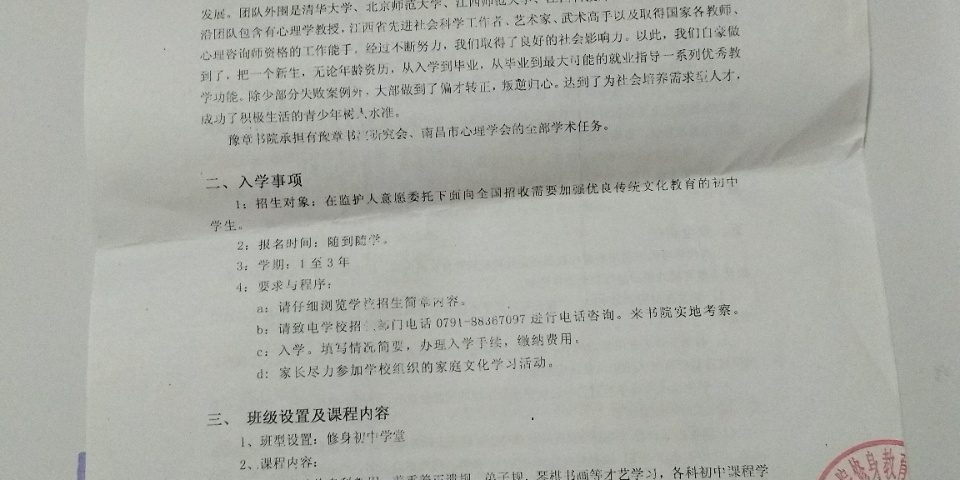 发展。团队外围是清华大学、北京师范大学、江西师范大学、
沿团队包含有心理学教授，江西省先进社会科学工作者、艺术家、武术高手以及取得国家各教师、
心理咨询师资格的工作能手。经过不断努力，我们取得了良好的社会影响力。以此，我们自豪做
到了，把一个新生，无论年龄资历，从入学到毕业，从毕业到最大可能的就业指导一系列优秀教
学功能。除少部分失败案例外，大部做到了偏才转正，叛逆归心。达到了为社会培养需求型人才，
成功了积极生活的青少年树人水准。
豫章书院承担有豫章书院研究会、南昌市心理学会的全部学术任务。
二、入学事项
1：招生对象：在监护人意愿委托下面向全国招收需要加强优良传统文化教育的初中
学生。
2：报名时间：随到随学。
3：学期：1 至 3 年
4：要求与程序：
a：请仔细浏览学校招生简章内容。
b：请致电学校招生部门电话 0791-88367097 进行电话咨询。来书院实地考察。
c：入学。填写情况简要，办理入学手续，缴纳费用。
d：家长尽力参加学校组织的家庭文化学习活动。
三、 班级设置及课程内容
1、班型设置：修身初中学堂
2、课程内容：
弟子规、琴棋书画等才艺学习，各科初中课程学
修身教育